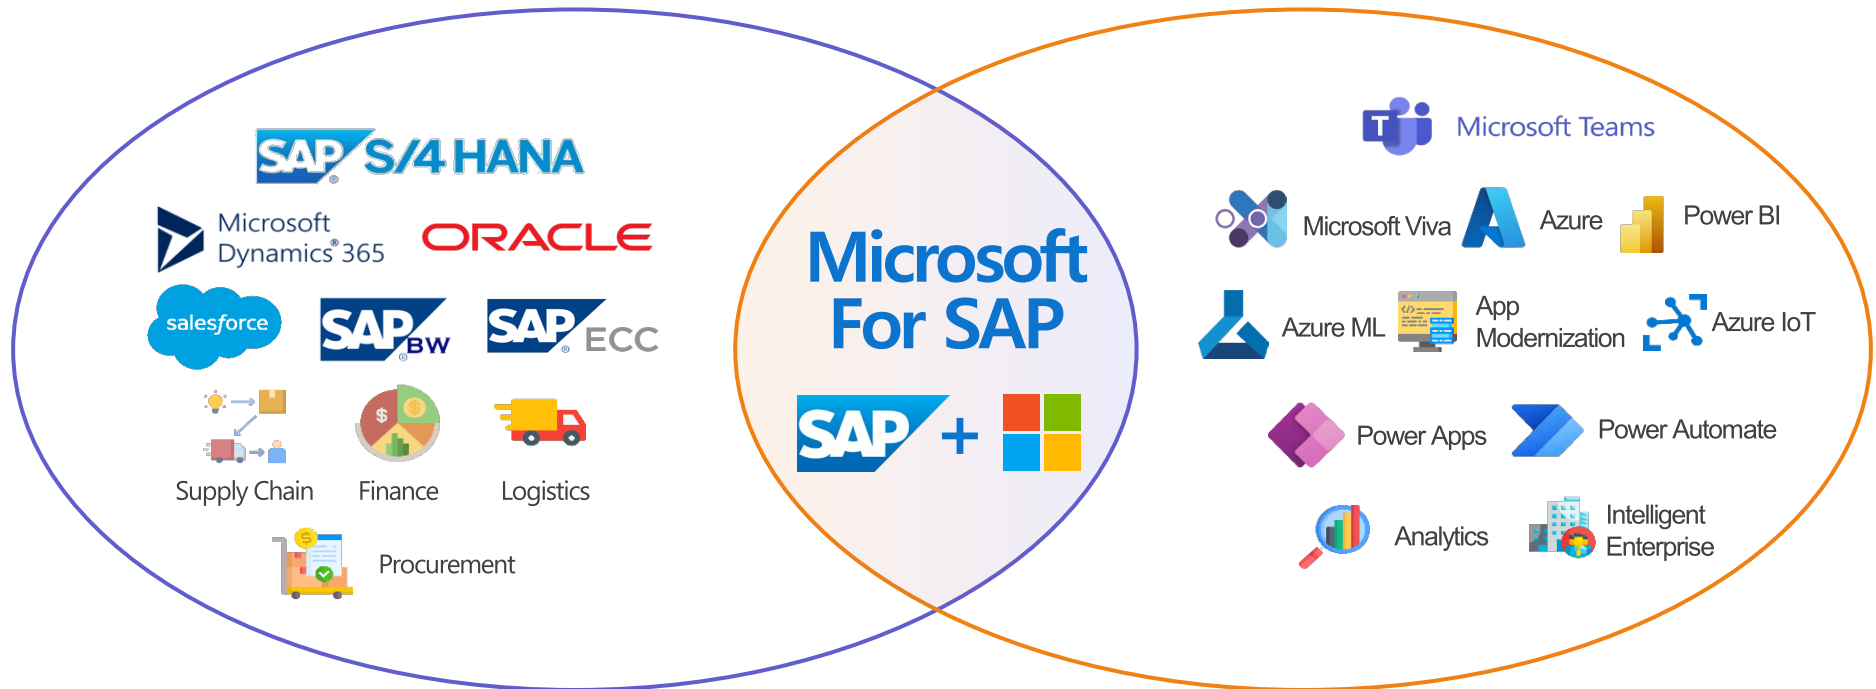 SAP® S/4HANA
Microsoft
Dynamics® 365
ORACLE
salesforce
SAP® BW
SAP® ECC
$ $
Supply Chain
Finance
Logistics
$
Procurement
Microsoft
For SAP
SAP +
T Microsoft Teams
Microsoft Viva
Azure
Power BI
Azure ML
</>
App
Modernization
Azure IoT
Power Apps
Power Automate
Analytics
Intelligent
Enterprise